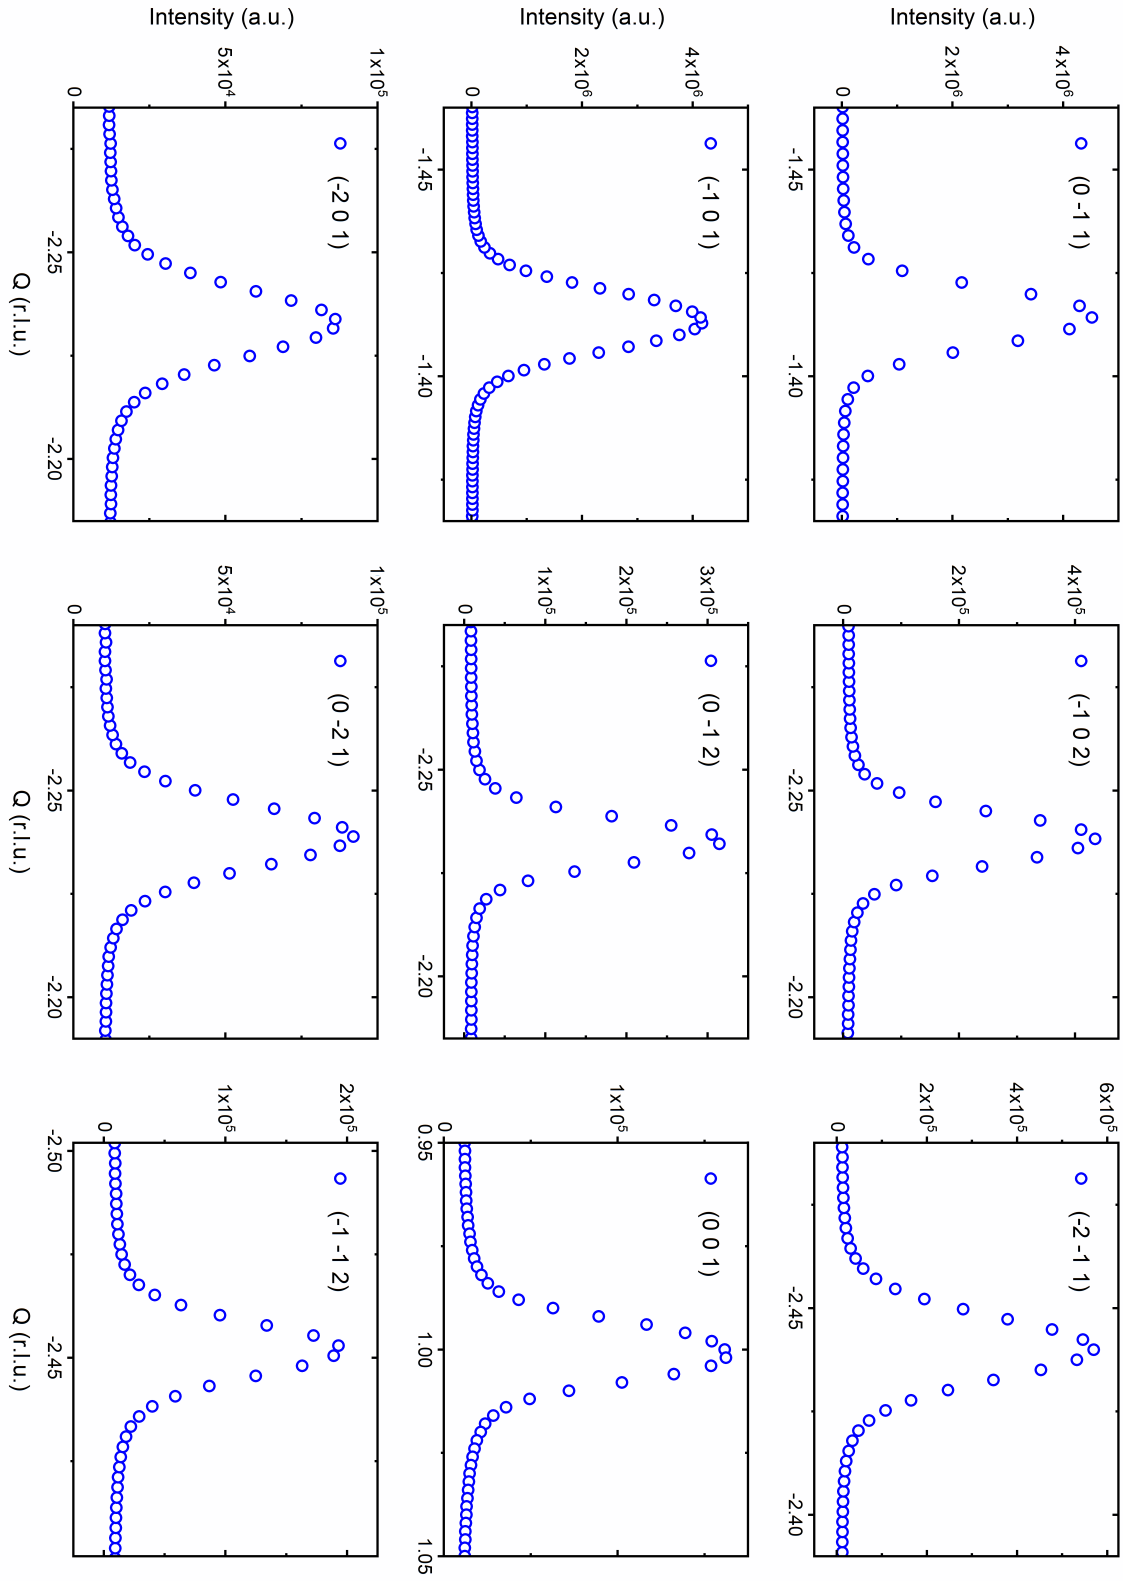 Intensity (a.u.)
4x10⁶
2x10⁶
0
(0 -1 1)
-1.45 -1.40
4x10⁵
2x10⁵
0
(-1 0 2)
-2.25 -2.20
6x10⁵
4x10⁵
2x10⁵
0
(-2 -1 1)
-2.45 -2.40
Intensity (a.u.)
4x10⁶
2x10⁶
0
(-1 0 1)
-1.45 -1.40
3x10⁵
2x10⁵
1x10⁵
0
(0 -1 2)
-2.25 -2.20
1x10⁵
0
(0 0 1)
0.95 1.00 1.05
Intensity (a.u.)
1x10⁵
5x10⁴
0
(-2 0 1)
-2.25 -2.20
Q (r.l.u.)
1x10⁵
5x10⁴
0
(0 -2 1)
-2.25 -2.20
Q (r.l.u.)
2x10⁵
1x10⁵
0
(-1 -1 2)
-2.50 -2.45
Q (r.l.u.)